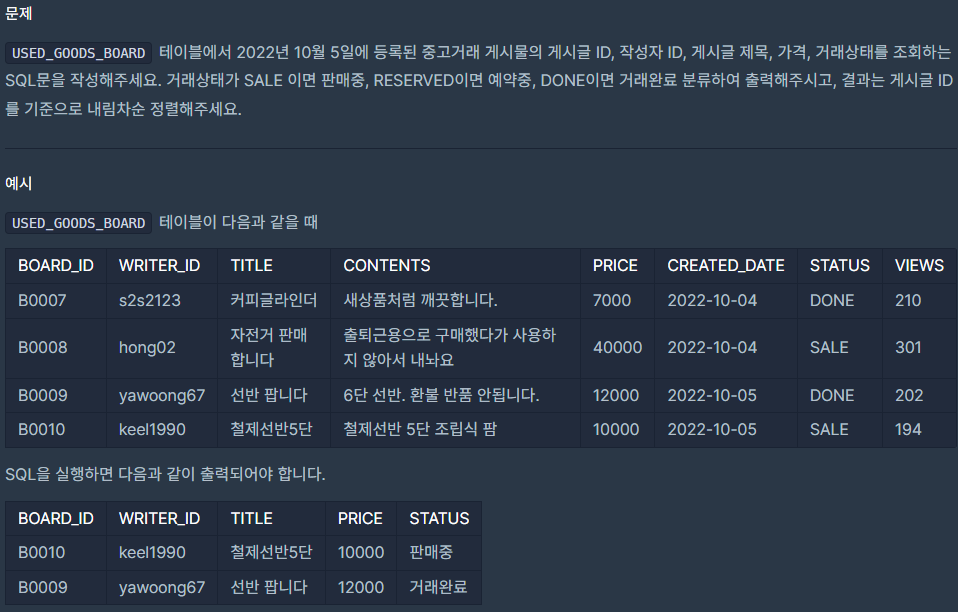 문제
USED_GOODS_BOARD 테이블에서 2022년 10월 5일에 등록된 중고거래 게시물의 게시글 ID, 작성자 ID, 게시글 제목, 가격, 거래상태를 조회하는
SQL문을 작성해주세요. 거래상태가 SALE 이면 판매중, RESERVED이면 예약중, DONE이면 거래완료 분류하여 출력해주시고, 결과는 게시글 ID
를 기준으로 내림차순 정렬해주세요.
예시
USED_GOODS_BOARD 테이블이 다음과 같을 때
BOARD_ID WRITER_ID TITLE CONTENTS PRICE CREATED_DATE STATUS VIEWS
B0007 s2s2123 커피글라인더 새상품처럼 깨끗합니다. 7000 2022-10-04 DONE 210
B0008 hong02 자전거 판매 합니다 출퇴근용으로 구매했다가 사용하지 않아서 내놔요 40000 2022-10-04 SALE 301
B0009 yawoong67 선반 팝니다 6단 선반. 환불 반품 안됩니다. 12000 2022-10-05 DONE 202
B0010 keel1990 철제선반5단 철제선반 5단 조립식 팜 10000 2022-10-05 SALE 194
SQL을 실행하면 다음과 같이 출력되어야 합니다.
BOARD_ID WRITER_ID TITLE PRICE STATUS
B0010 keel1990 철제선반5단 10000 판매중
B0009 yawoong67 선반 팝니다 12000 거래완료